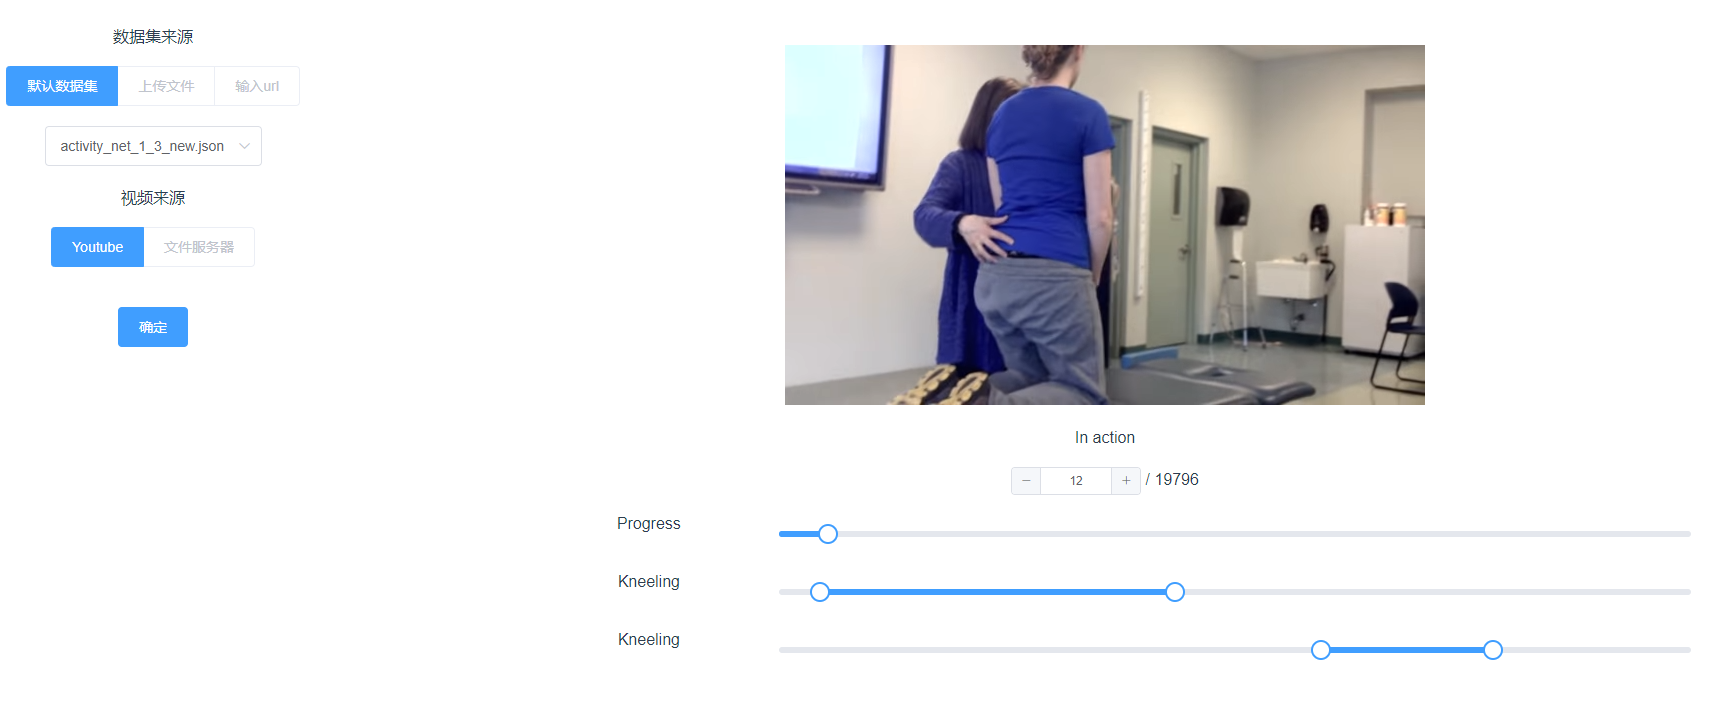 数据集来源
默认数据集 上传文件 输入url
activity_net_1_3_new.json
视频来源
Youtube 文件服务器
确定
In action
− 12 + / 19796
Progress
Kneeling
Kneeling